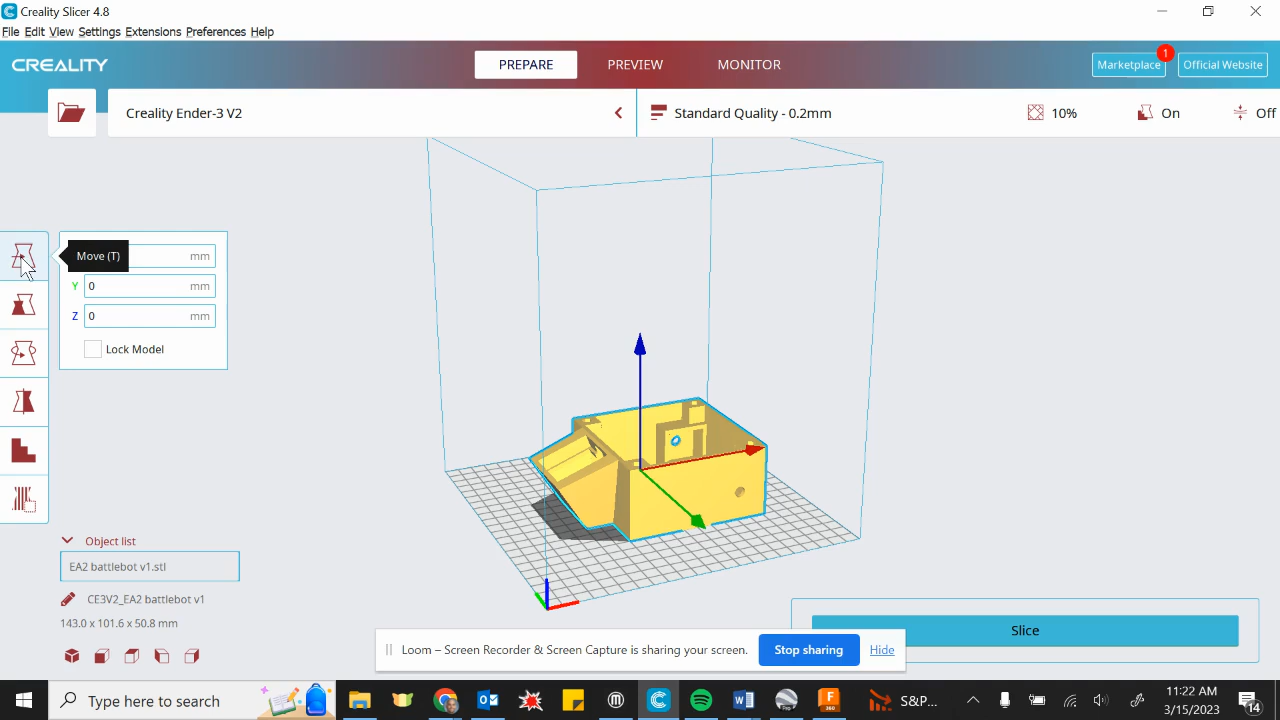 Creality Slicer 4.8
File Edit View Settings Extensions Preferences Help
CREALITY
PREPARE
PREVIEW
MONITOR
Marketplace
1
Official Website
Creality Ender-3 V2
Standard Quality - 0.2mm
10%
On
Off
Move (T)
mm
Y 0 mm
Z 0 mm
Lock Model
Object list
EA2 battlebot v1.stl
CE3V2_EA2 battlebot v1
143.0 x 101.6 x 50.8 mm
Slice
Loom – Screen Recorder & Screen Capture is sharing your screen.
Stop sharing
Hide
Type here to search
S&P...
11:22 AM
3/15/2023
14